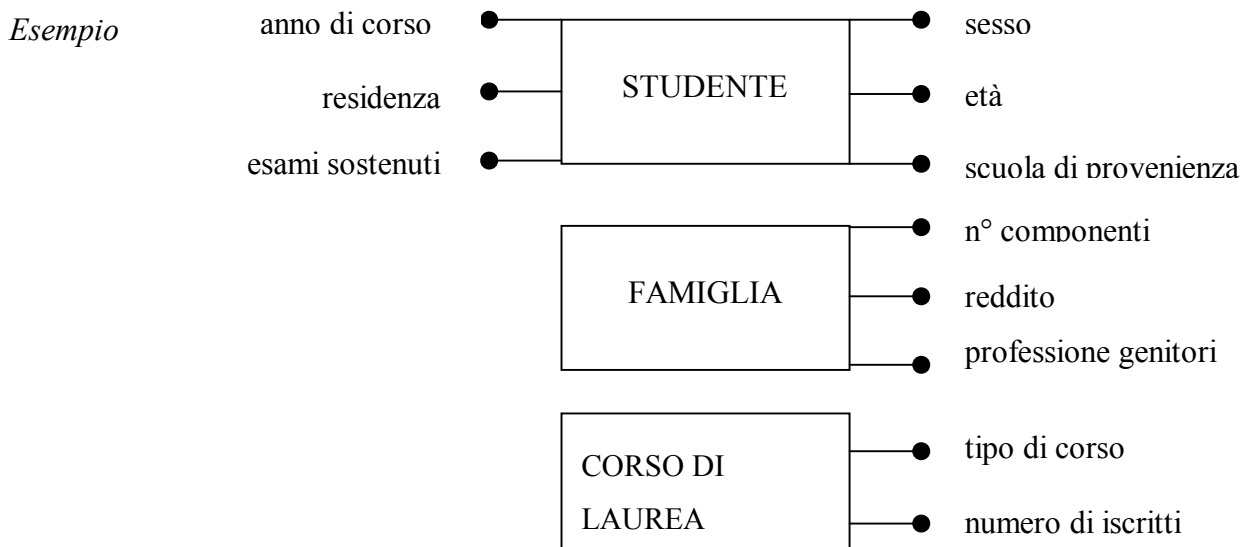 Esempio
anno di corso
sesso
STUDENTE
residenza
età
esami sostenuti
scuola di provenienza
n° componenti
FAMIGLIA
reddito
professione genitori
tipo di corso
CORSO DI
LAUREA
numero di iscritti